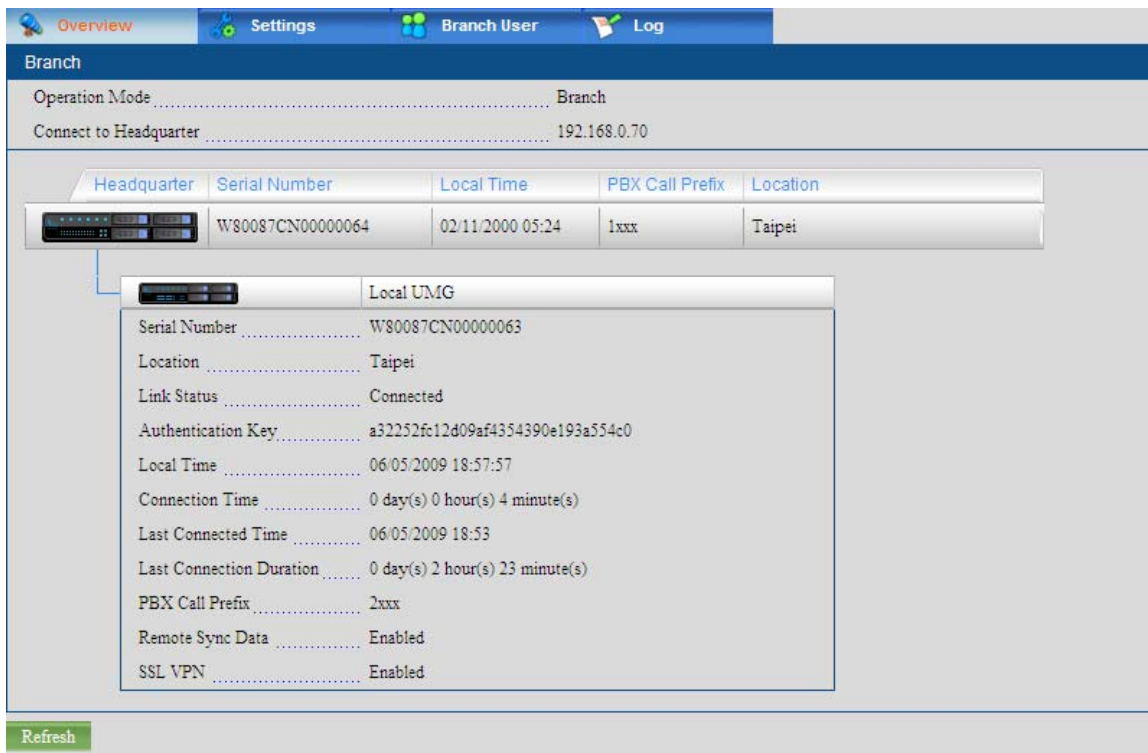 Overview Settings Branch User Log
Branch
Operation Mode Branch
Connect to Headquarter 192.168.0.70
Headquarter Serial Number Local Time PBX Call Prefix Location
W80087CN00000064 02/11/2000 05:24 1xxx Taipei
Local UMG
Serial Number W80087CN00000063
Location Taipei
Link Status Connected
Authentication Key a32252fc12d09af4354390e193a554c0
Local Time 06/05/2009 18:57:57
Connection Time 0 day(s) 0 hour(s) 4 minute(s)
Last Connected Time 06/05/2009 18:53
Last Connection Duration 0 day(s) 2 hour(s) 23 minute(s)
PBX Call Prefix 2xxx
Remote Sync Data Enabled
SSL VPN Enabled
Refresh